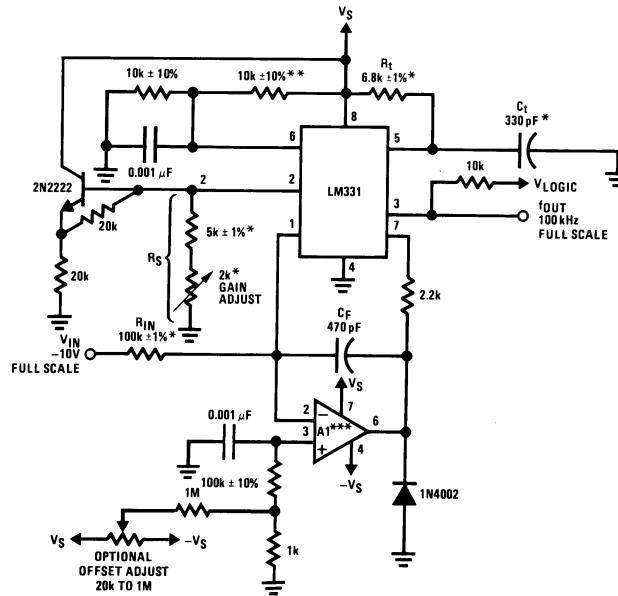 VS
10k ± 10%
10k ±10%**
Rt
6.8k ±1%*
8
6
5
Ct
330 pF*
0.001 µF
2N2222
2
2
LM331
10k
VLOGIC
3
fOUT
100 kHz
FULL SCALE
20k
1
7
5k ±1%*
RS
4
20k
2k*
GAIN
ADJUST
2.2k
VIN
−10V
FULL SCALE
RIN
100k ±1%*
CF
470 pF
VS
7
2
−
6
0.001 µF
3
A1***
+
4
−VS
1N4002
100k ± 10%
1M
VS
−VS
1k
OPTIONAL
OFFSET ADJUST
20k TO 1M